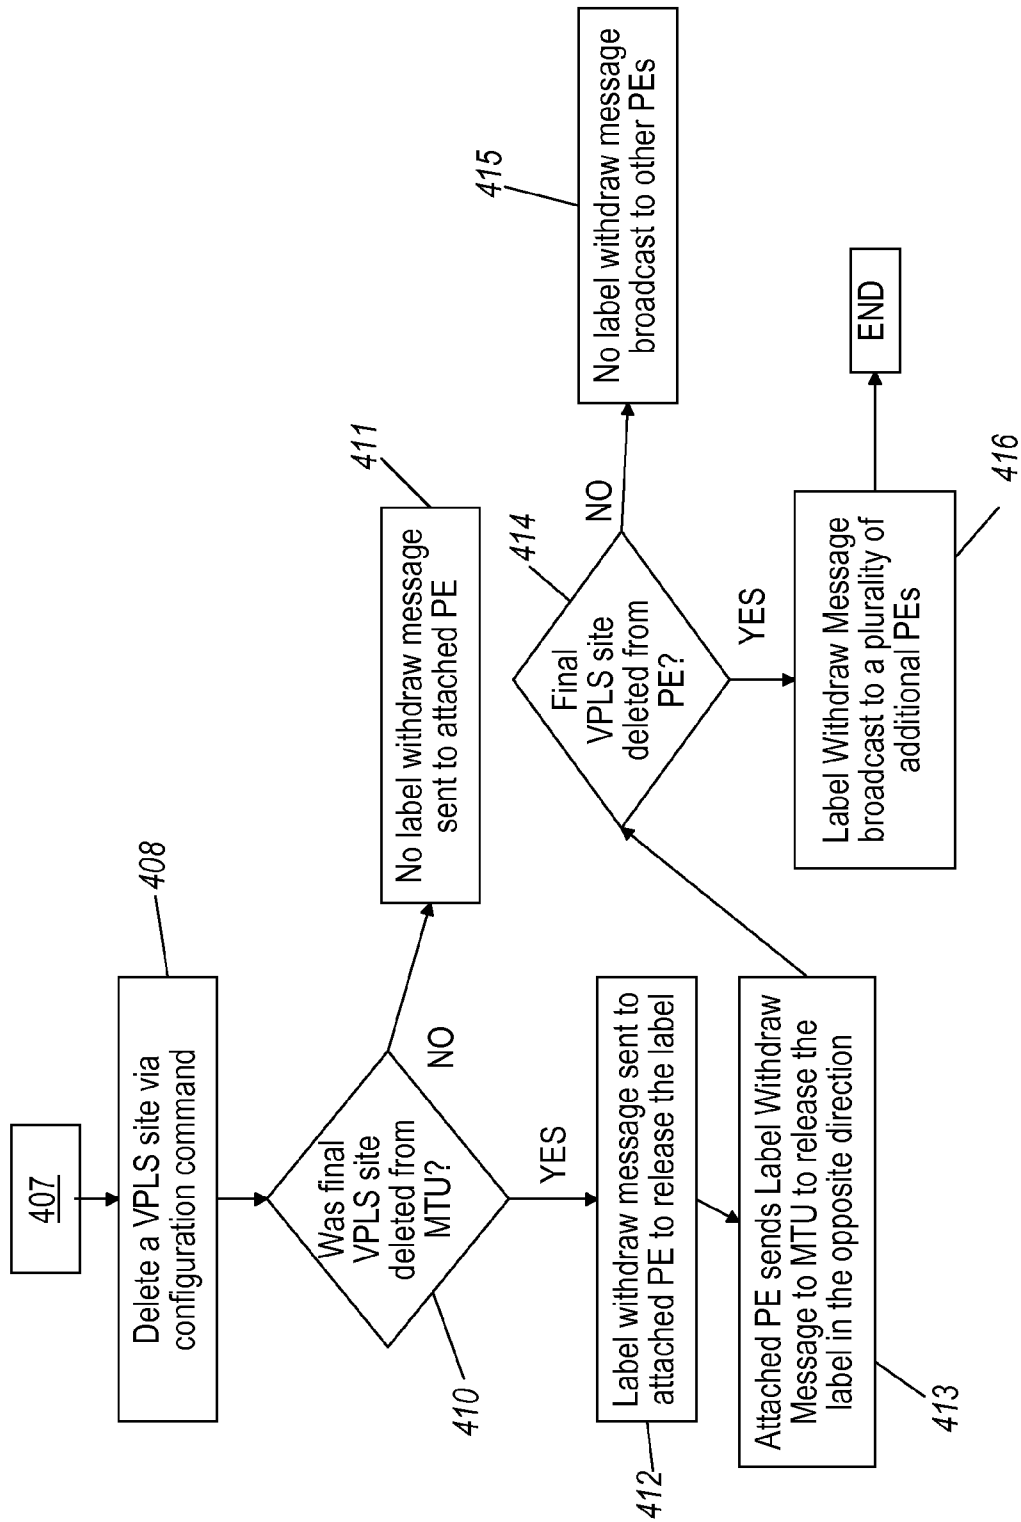 407
Delete a VPLS site via
configuration command
408
Was final
VPLS site
deleted from
MTU?
410
NO
No label withdraw message
sent to attached PE
411
YES
Label withdraw message sent to
attached PE to release the label
412
Attached PE sends Label Withdraw
Message to MTU to release the
label in the opposite direction
413
Final
VPLS site
deleted from
PE?
414
NO
No label withdraw message
broadcast to other PEs
415
YES
Label Withdraw Message
broadcast to a plurality of
additional PEs
416
END